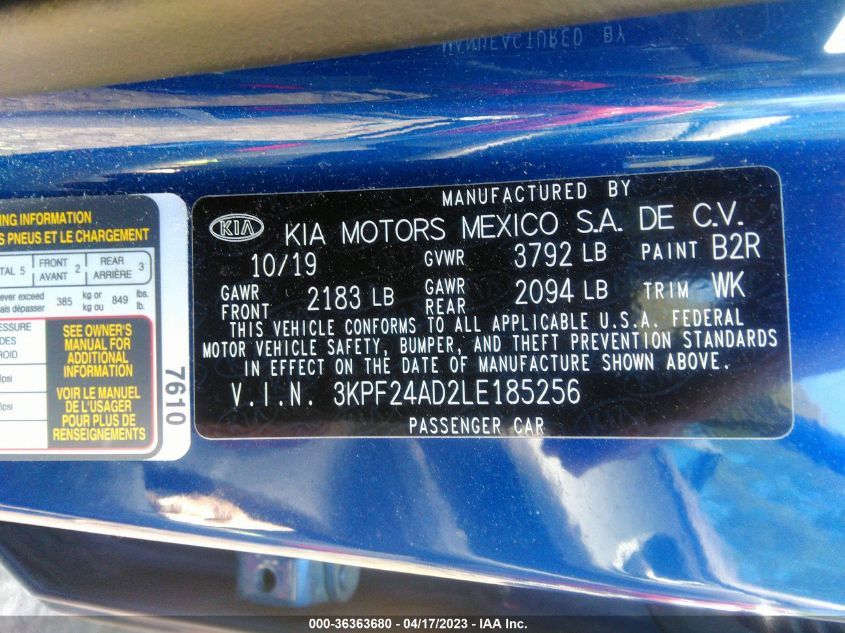 MANUFACTURED BY
MANUFACTURED BY
KIA KIA MOTORS MEXICO S.A. DE C.V.
10/19 GVWR 3792 LB PAINT B2R
GAWR FRONT 2183 LB GAWR REAR 2094 LB TRIM WK
THIS VEHICLE CONFORMS TO ALL APPLICABLE U.S.A. FEDERAL
MOTOR VEHICLE SAFETY, BUMPER, AND THEFT PREVENTION STANDARDS
IN EFFECT ON THE DATE OF MANUFACTURE SHOWN ABOVE.
V.I.N. 3KPF24AD2LE185256
PASSENGER CAR
INFORMATION
PNEUS ET LE CHARGEMENT
5 FRONT AVANT 2 REAR ARRIÈRE 3
exceed
dépasser 385 kg or kg ou 849 lbs. lb.
SEE OWNER'S
MANUAL FOR
ADDITIONAL
INFORMATION
VOIR LE MANUEL
DE L'USAGER
POUR PLUS DE
RENSEIGNEMENTS
7610
000-36363680 - 04/17/2023 - IAA Inc.